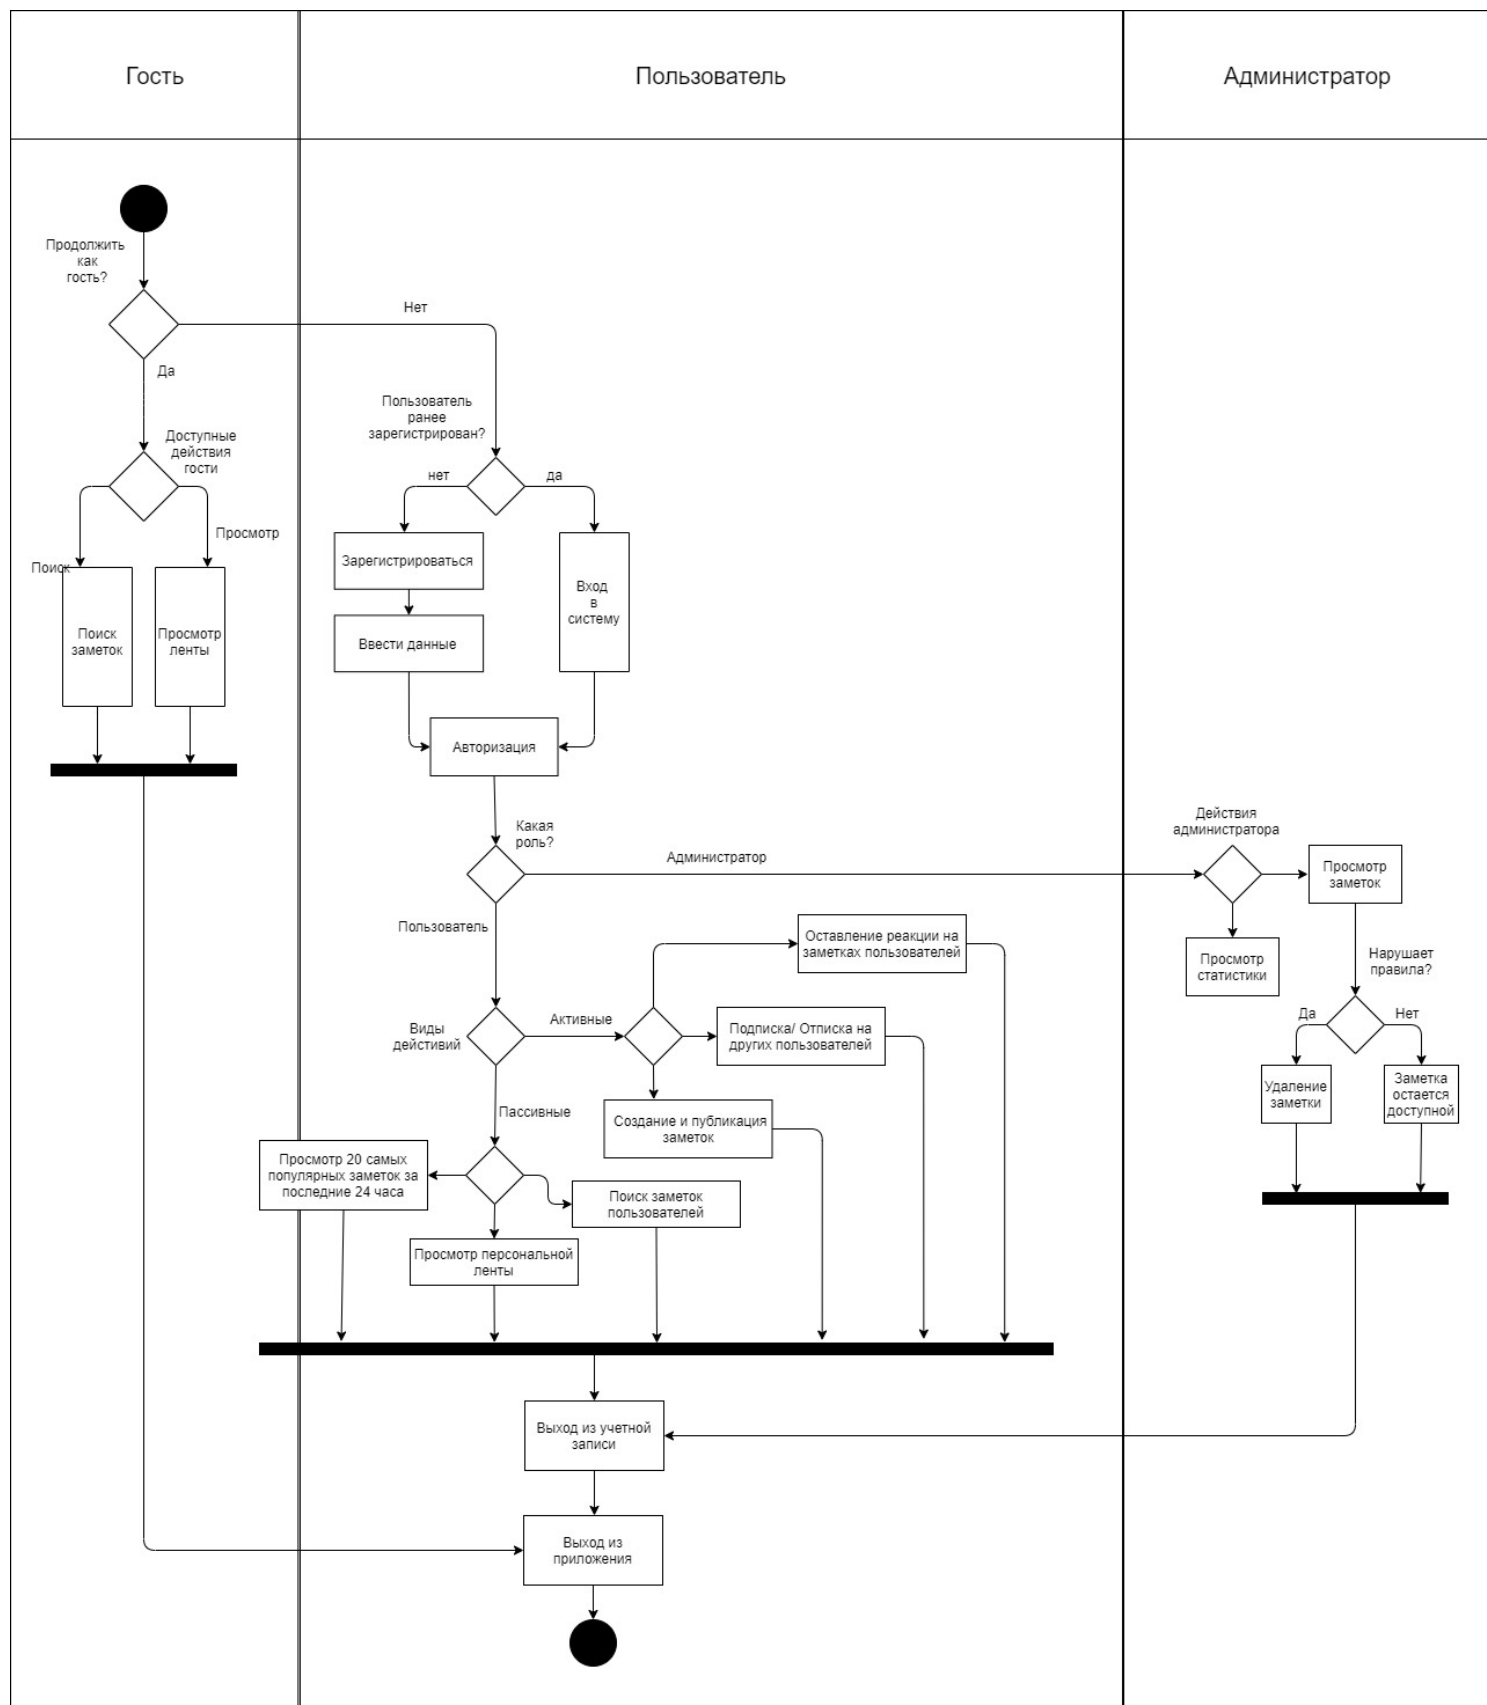 Гость
Пользователь
Администратор
Продолжить
как
гость?
Нет
Да
Пользователь
ранее
зарегистрирован?
Доступные
действия
гости
нет
да
Просмотр
Поиск
Зарегистрироваться
Вход
в
систему
Ввести данные
Поиск
заметок
Просмотр
ленты
Авторизация
Какая
роль?
Администратор
Действия
администратора
Просмотр
заметок
Пользователь
Оставление реакции на
заметках пользователей
Просмотр
статистики
Нарушает
правила?
Виды
дейстивий
Активные
Подписка/ Отписка на
других пользователей
Да
Нет
Удаление
заметки
Заметка
остается
доступной
Пассивные
Создание и публикация
заметок
Просмотр 20 самых
популярных заметок за
последние 24 часа
Поиск заметок
пользователей
Просмотр персональной
ленты
Выход из учетной
записи
Выход из
приложения